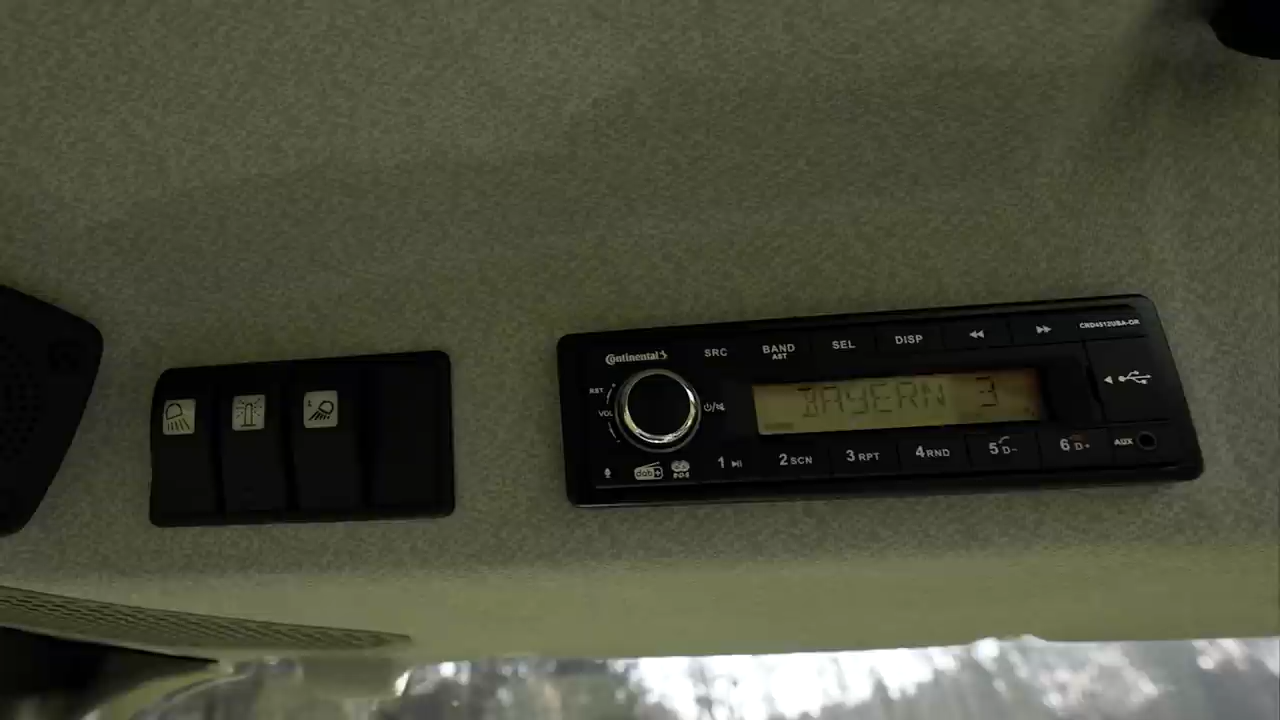 Continental
SRC
BAND
AST
SEL
DISP
CRD4512UBA-OR
RST
VOL
BAYERN 3
dab+
1
2 SCN
3 RPT
4 RND
5 D-
6 D+
AUX